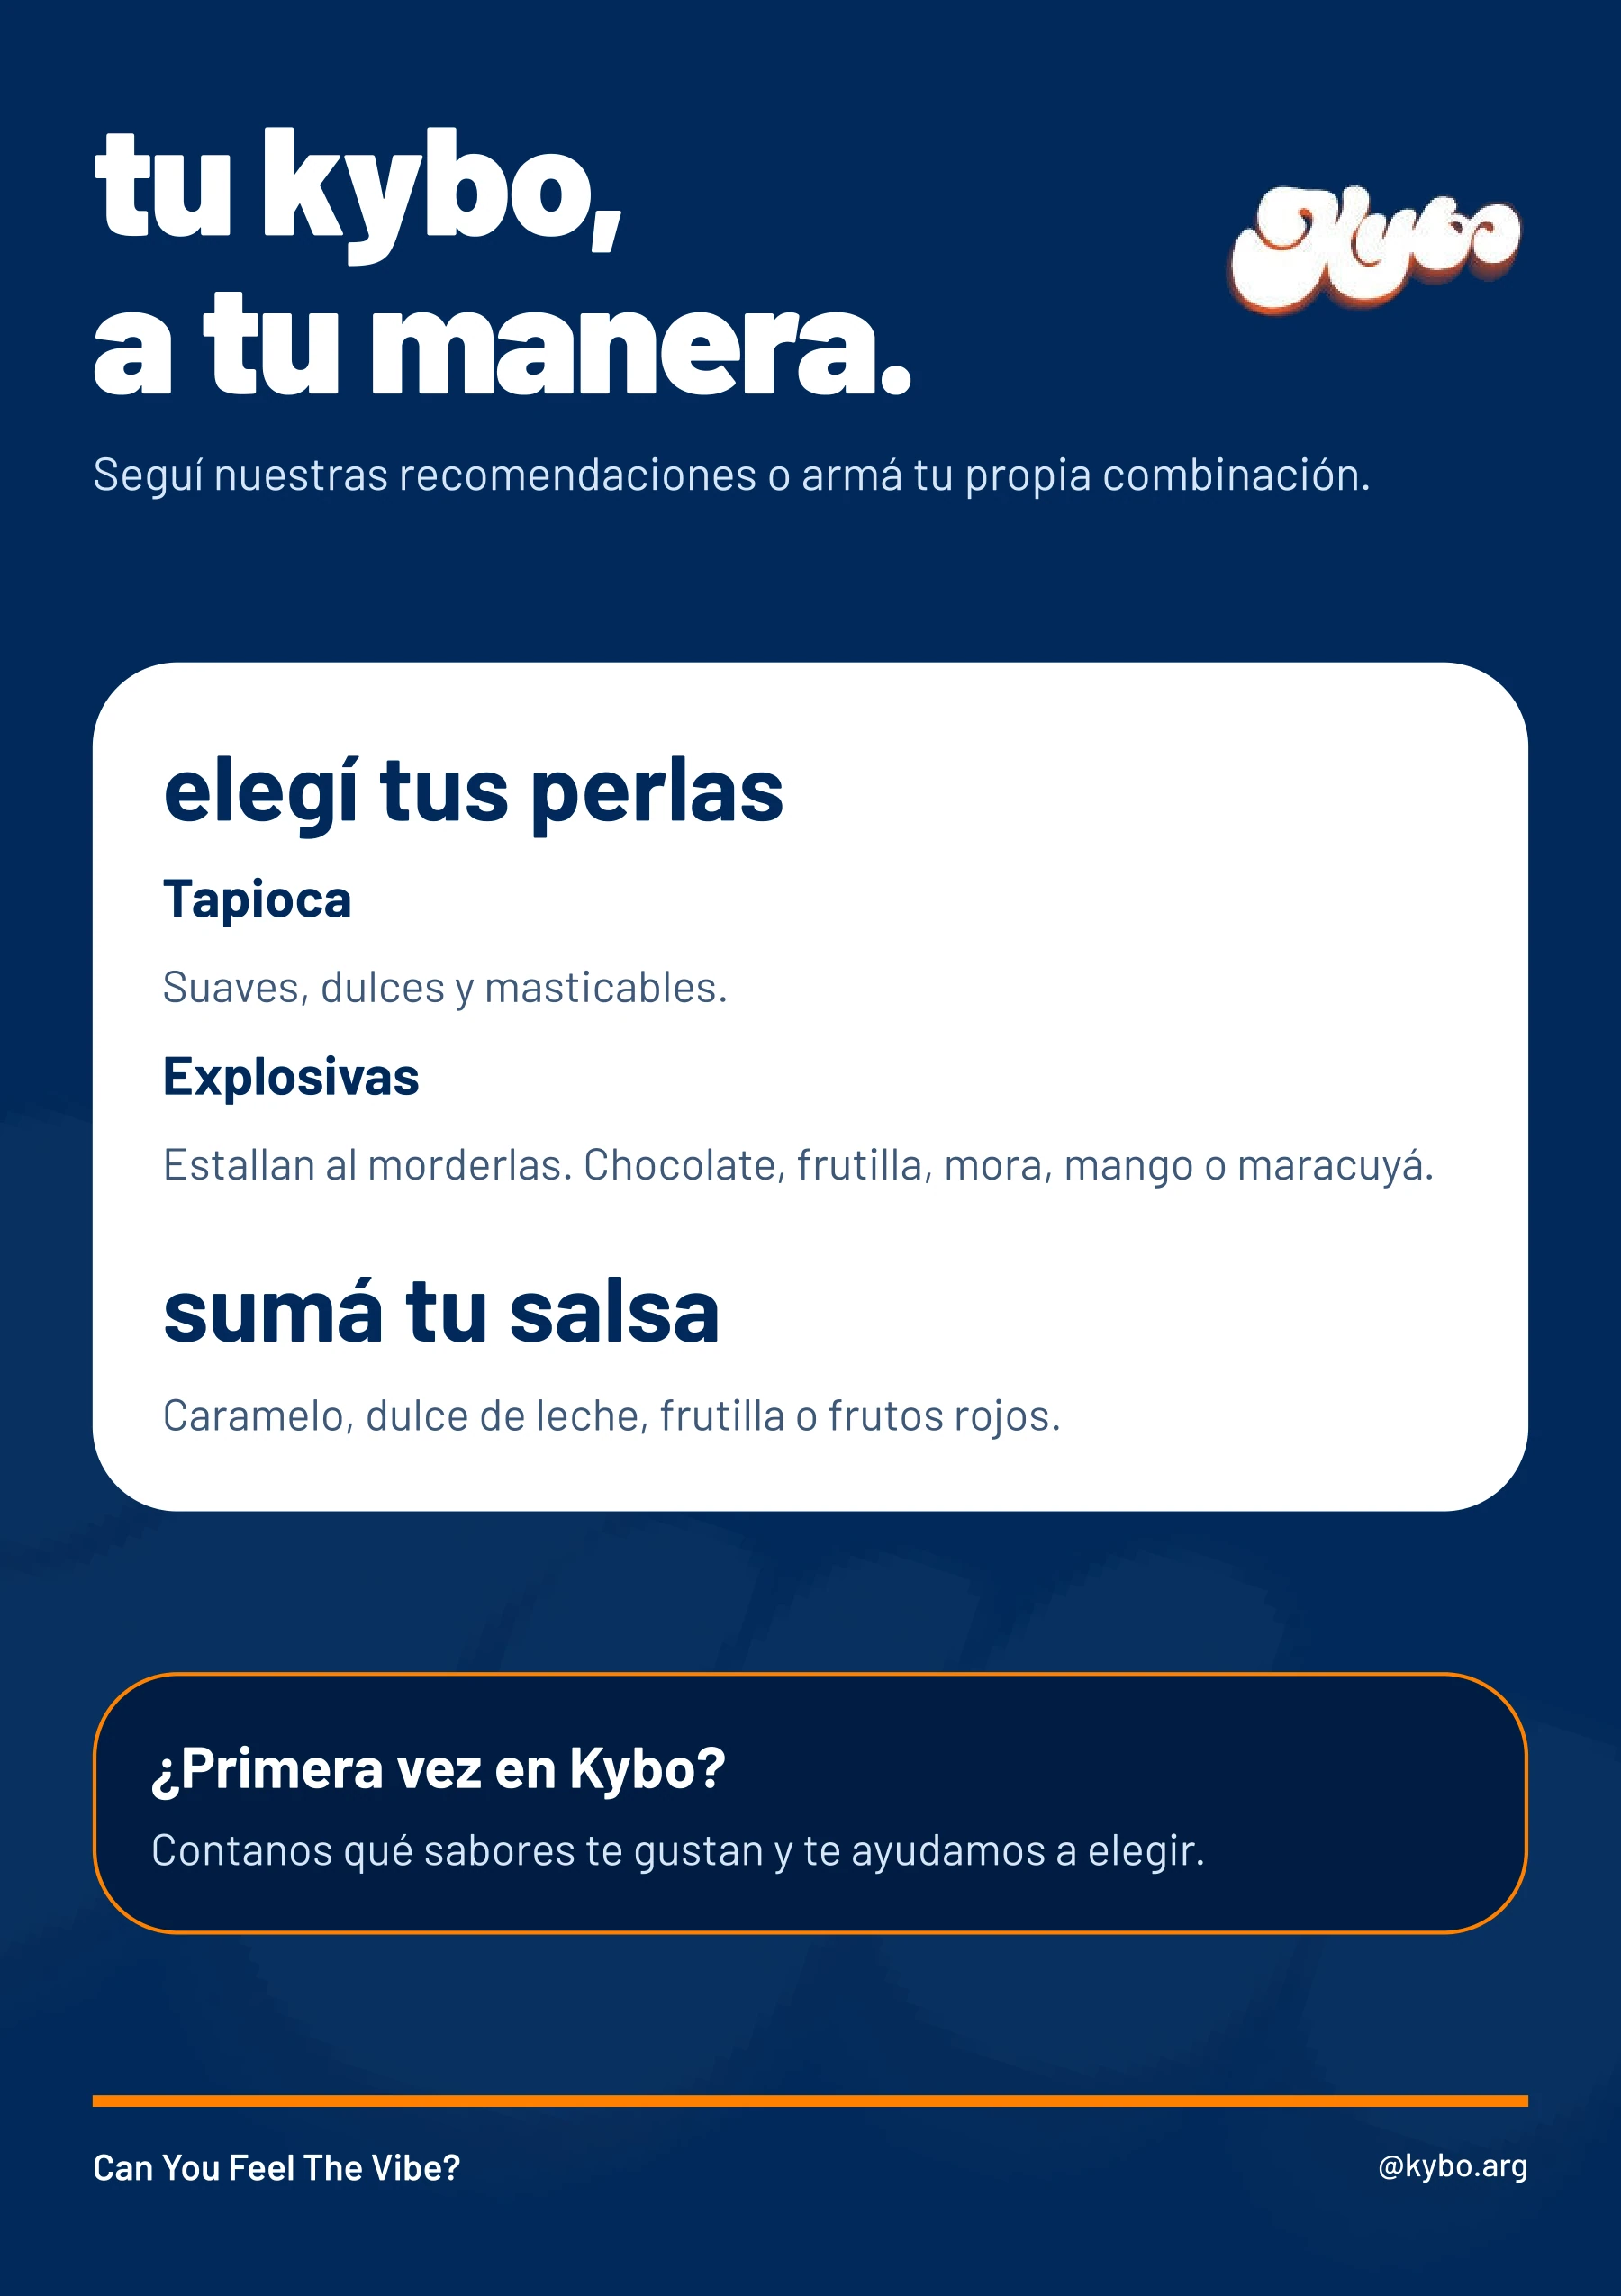 tu kybo,
a tu manera.
Kybo
Seguí nuestras recomendaciones o armá tu propia combinación.
elegí tus perlas
Tapioca
Suaves, dulces y masticables.
Explosivas
Estallan al morderlas. Chocolate, frutilla, mora, mango o maracuyá.
sumá tu salsa
Caramelo, dulce de leche, frutilla o frutos rojos.
¿Primera vez en Kybo?
Contanos qué sabores te gustan y te ayudamos a elegir.
Can You Feel The Vibe?
@kybo.arg